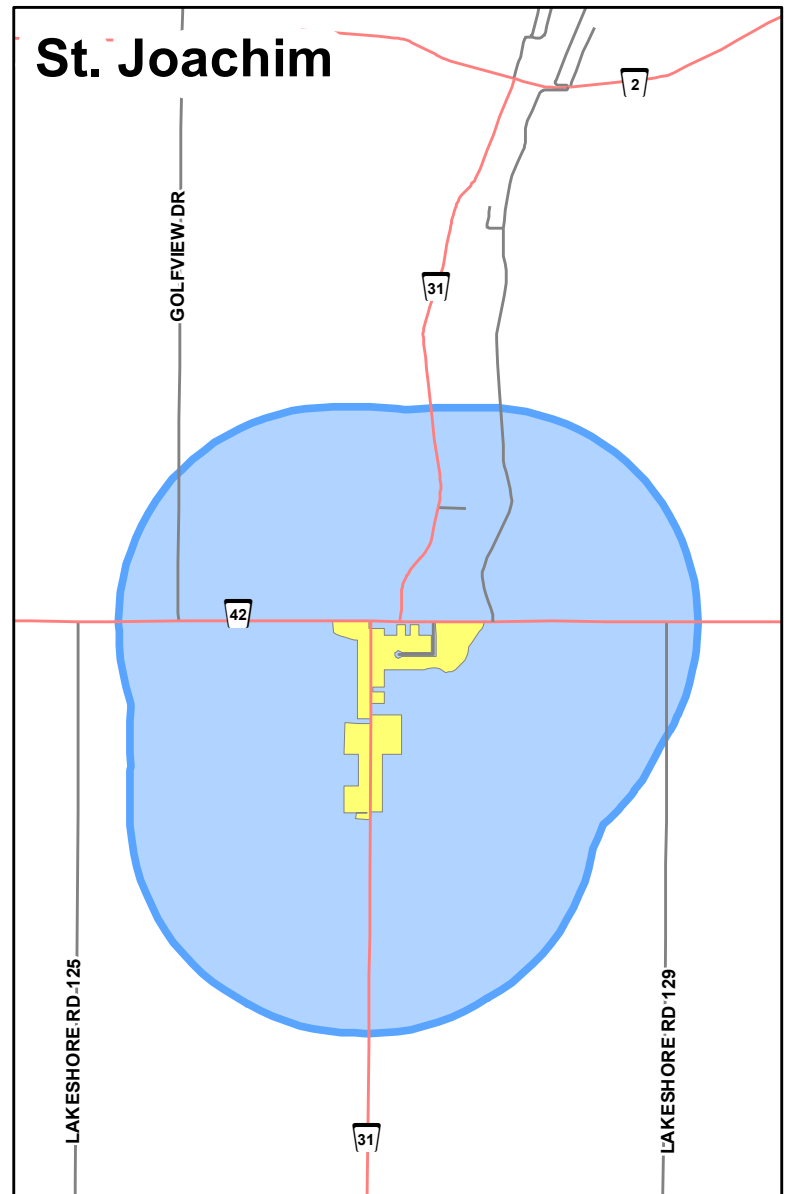 St. Joachim
2
GOLFVIEW DR
31
42
LAKESHORE RD 125
LAKESHORE RD 129
31